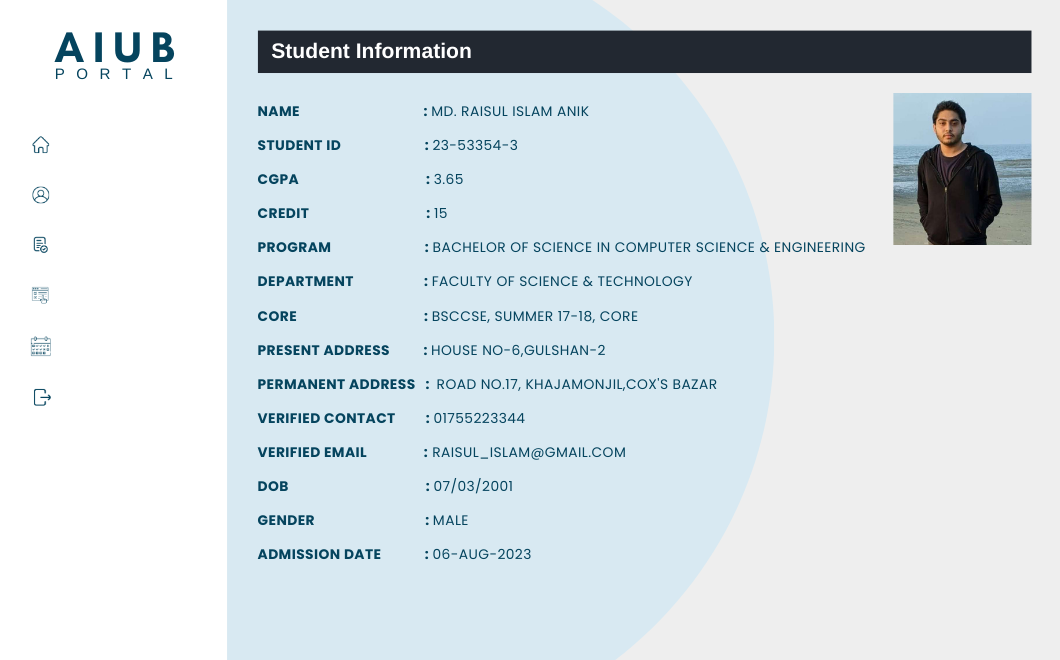 AIUB
PORTAL
Student Information
NAME : MD. RAISUL ISLAM ANIK
STUDENT ID : 23-53354-3
CGPA : 3.65
CREDIT : 15
PROGRAM : BACHELOR OF SCIENCE IN COMPUTER SCIENCE & ENGINEERING
DEPARTMENT : FACULTY OF SCIENCE & TECHNOLOGY
CORE : BSCCSE, SUMMER 17-18, CORE
PRESENT ADDRESS : HOUSE NO-6,GULSHAN-2
PERMANENT ADDRESS : ROAD NO.17, KHAJAMONJIL,COX'S BAZAR
VERIFIED CONTACT : 01755223344
VERIFIED EMAIL : RAISUL_ISLAM@GMAIL.COM
DOB : 07/03/2001
GENDER : MALE
ADMISSION DATE : 06-AUG-2023